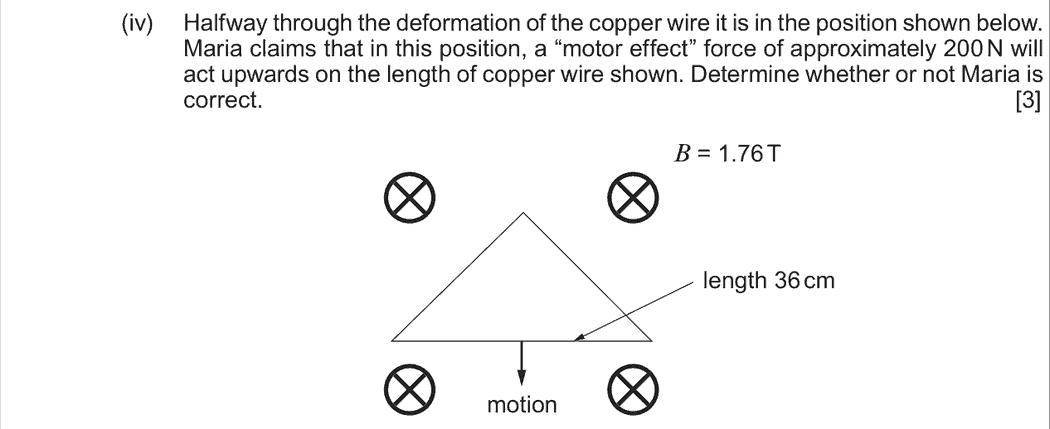 (iv) Halfway through the deformation of the copper wire it is in the position shown below.
Maria claims that in this position, a “motor effect” force of approximately 200 N will
act upwards on the length of copper wire shown. Determine whether or not Maria is
correct. [3]
B = 1.76 T
length 36 cm
motion